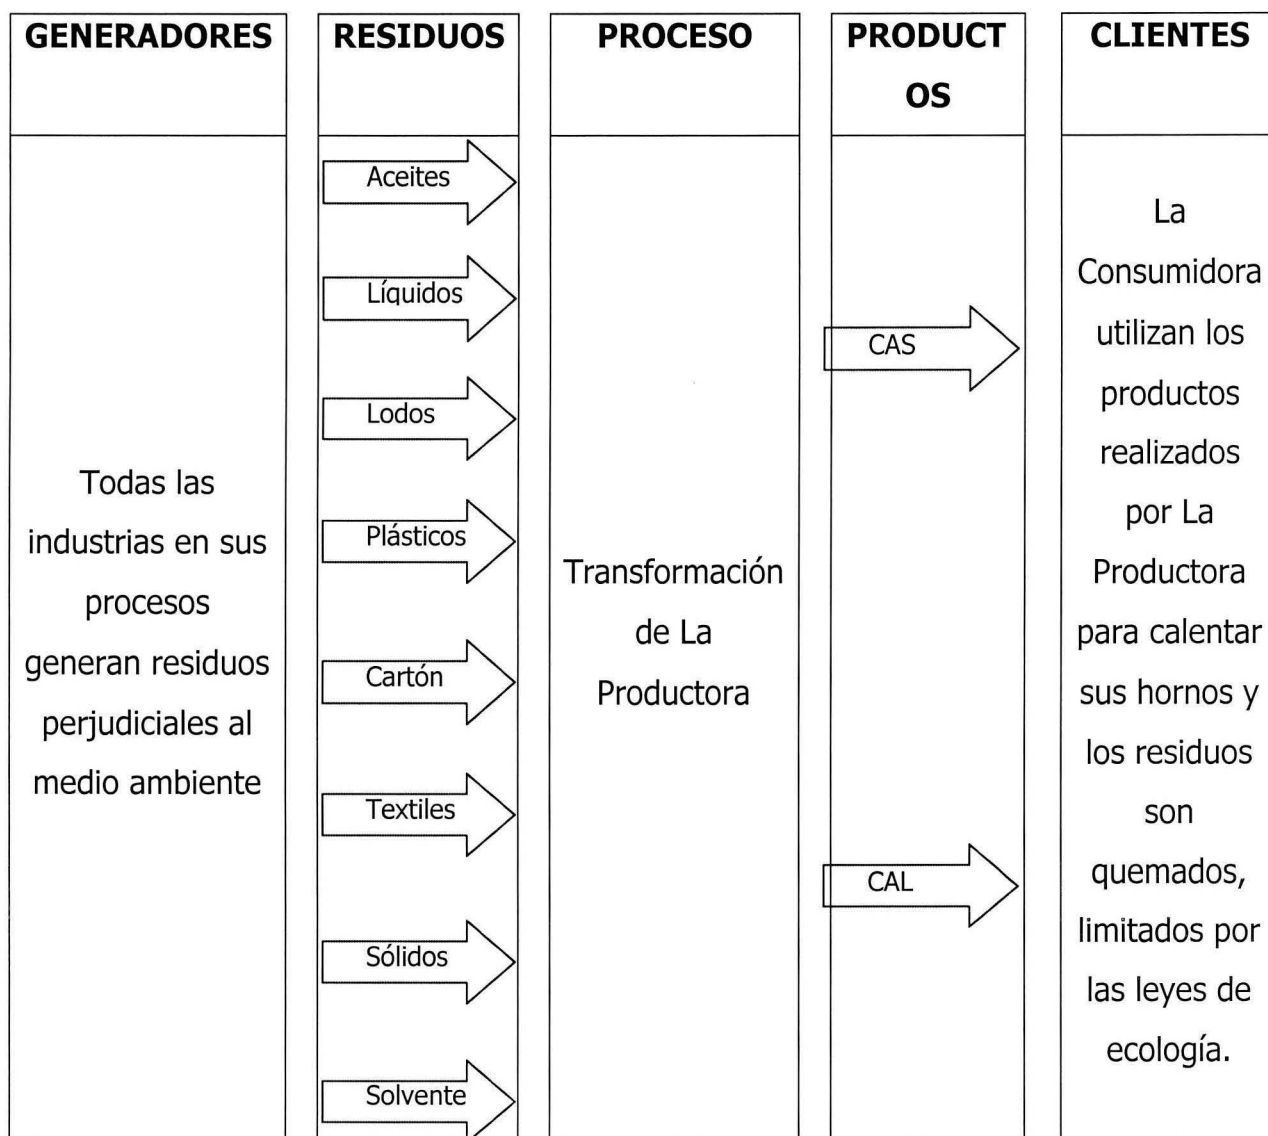 GENERADORES
Todas las
industrias en sus
procesos
generan residuos
perjudiciales al
medio ambiente
RESIDUOS
Aceites
Líquidos
Lodos
Plásticos
Cartón
Textiles
Sólidos
Solvente
PROCESO
Transformación
de La
Productora
PRODUCT
OS
CAS
CAL
CLIENTES
La
Consumidora
utilizan los
productos
realizados
por La
Productora
para calentar
sus hornos y
los residuos
son
quemados,
limitados por
las leyes de
ecología.